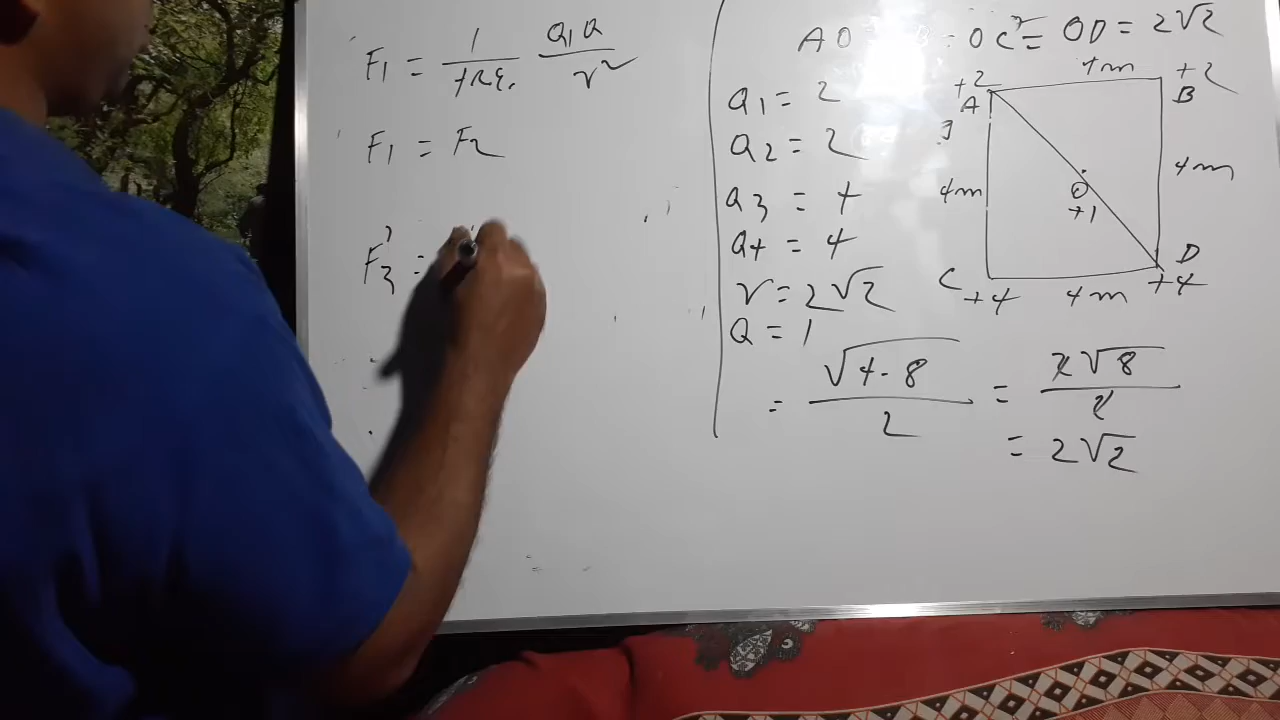 F₁ = 1/4πε₀ Q₁Q/r²
F₁ = F₂
F₃ =
AO = OC = OD = 2√2
Q₁ = 2
Q₂ = 2
Q₃ = 4
Q₄ = 4
r = 2√2
Q = 1
+2
A
4m
+2
B
4m
4m
O
+1
C
+4
4m
D
+4
= √4·8/2 = 2√8/2
= 2√2